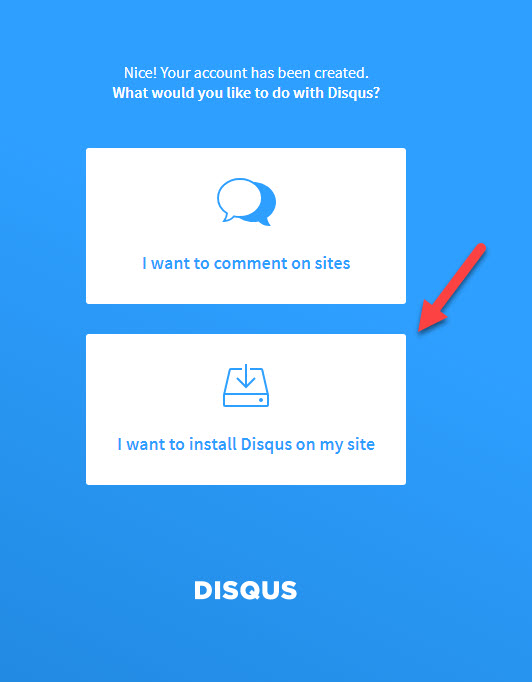 Nice! Your account has been created.
What would you like to do with Disqus?
I want to comment on sites
I want to install Disqus on my site
DISQUS